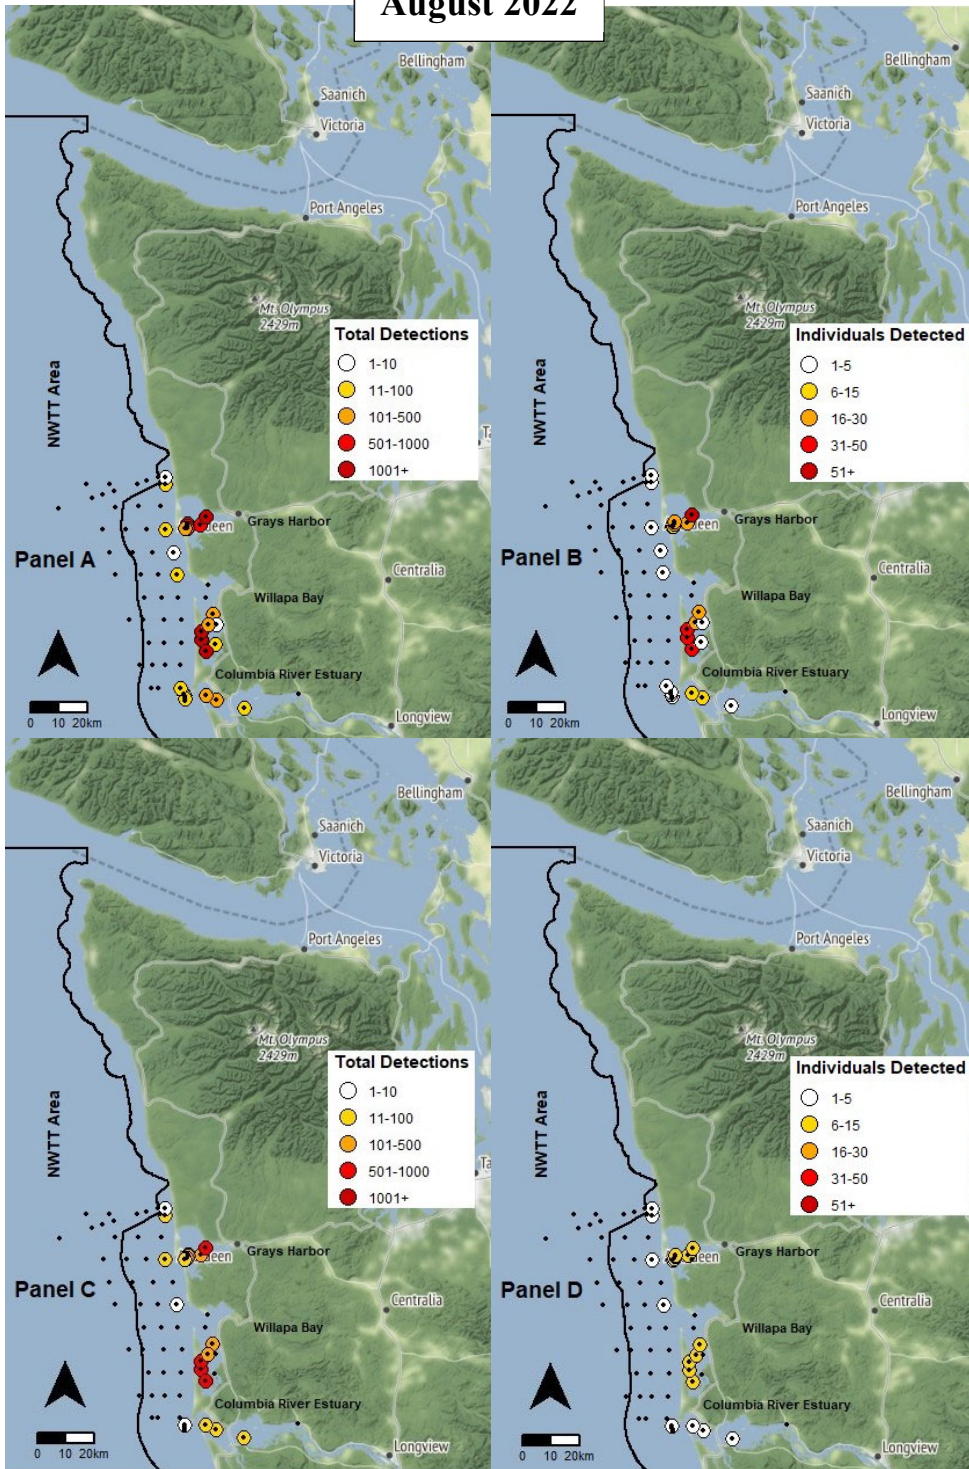 August 2022
Bellingham
Saanich
Victoria
Port Angeles
Mt. Olympus
2429m
Total Detections
1-10
11-100
101-500
501-1000
1001+
NWTT Area
Ta
Grays Harbor
deen
Panel A
Centralia
Willapa Bay
Columbia River Estuary
0 10 20km
Longview
Bellingham
Saanich
Victoria
Port Angeles
Mt. Olympus
2429m
Individuals Detected
1-5
6-15
16-30
31-50
51+
NWTT Area
Grays Harbor
deen
Panel B
Centralia
Willapa Bay
Columbia River Estuary
0 10 20km
Longview
Bellingham
Saanich
Victoria
Port Angeles
Mt. Olympus
2429m
Total Detections
1-10
11-100
101-500
501-1000
1001+
NWTT Area
Ta
Grays Harbor
deen
Panel C
Centralia
Willapa Bay
Columbia River Estuary
0 10 20km
Longview
Bellingham
Saanich
Victoria
Port Angeles
Mt. Olympus
2429m
Individuals Detected
1-5
6-15
16-30
31-50
51+
NWTT Area
Grays Harbor
deen
Panel D
Centralia
Willapa Bay
Columbia River Estuary
0 10 20km
Longview